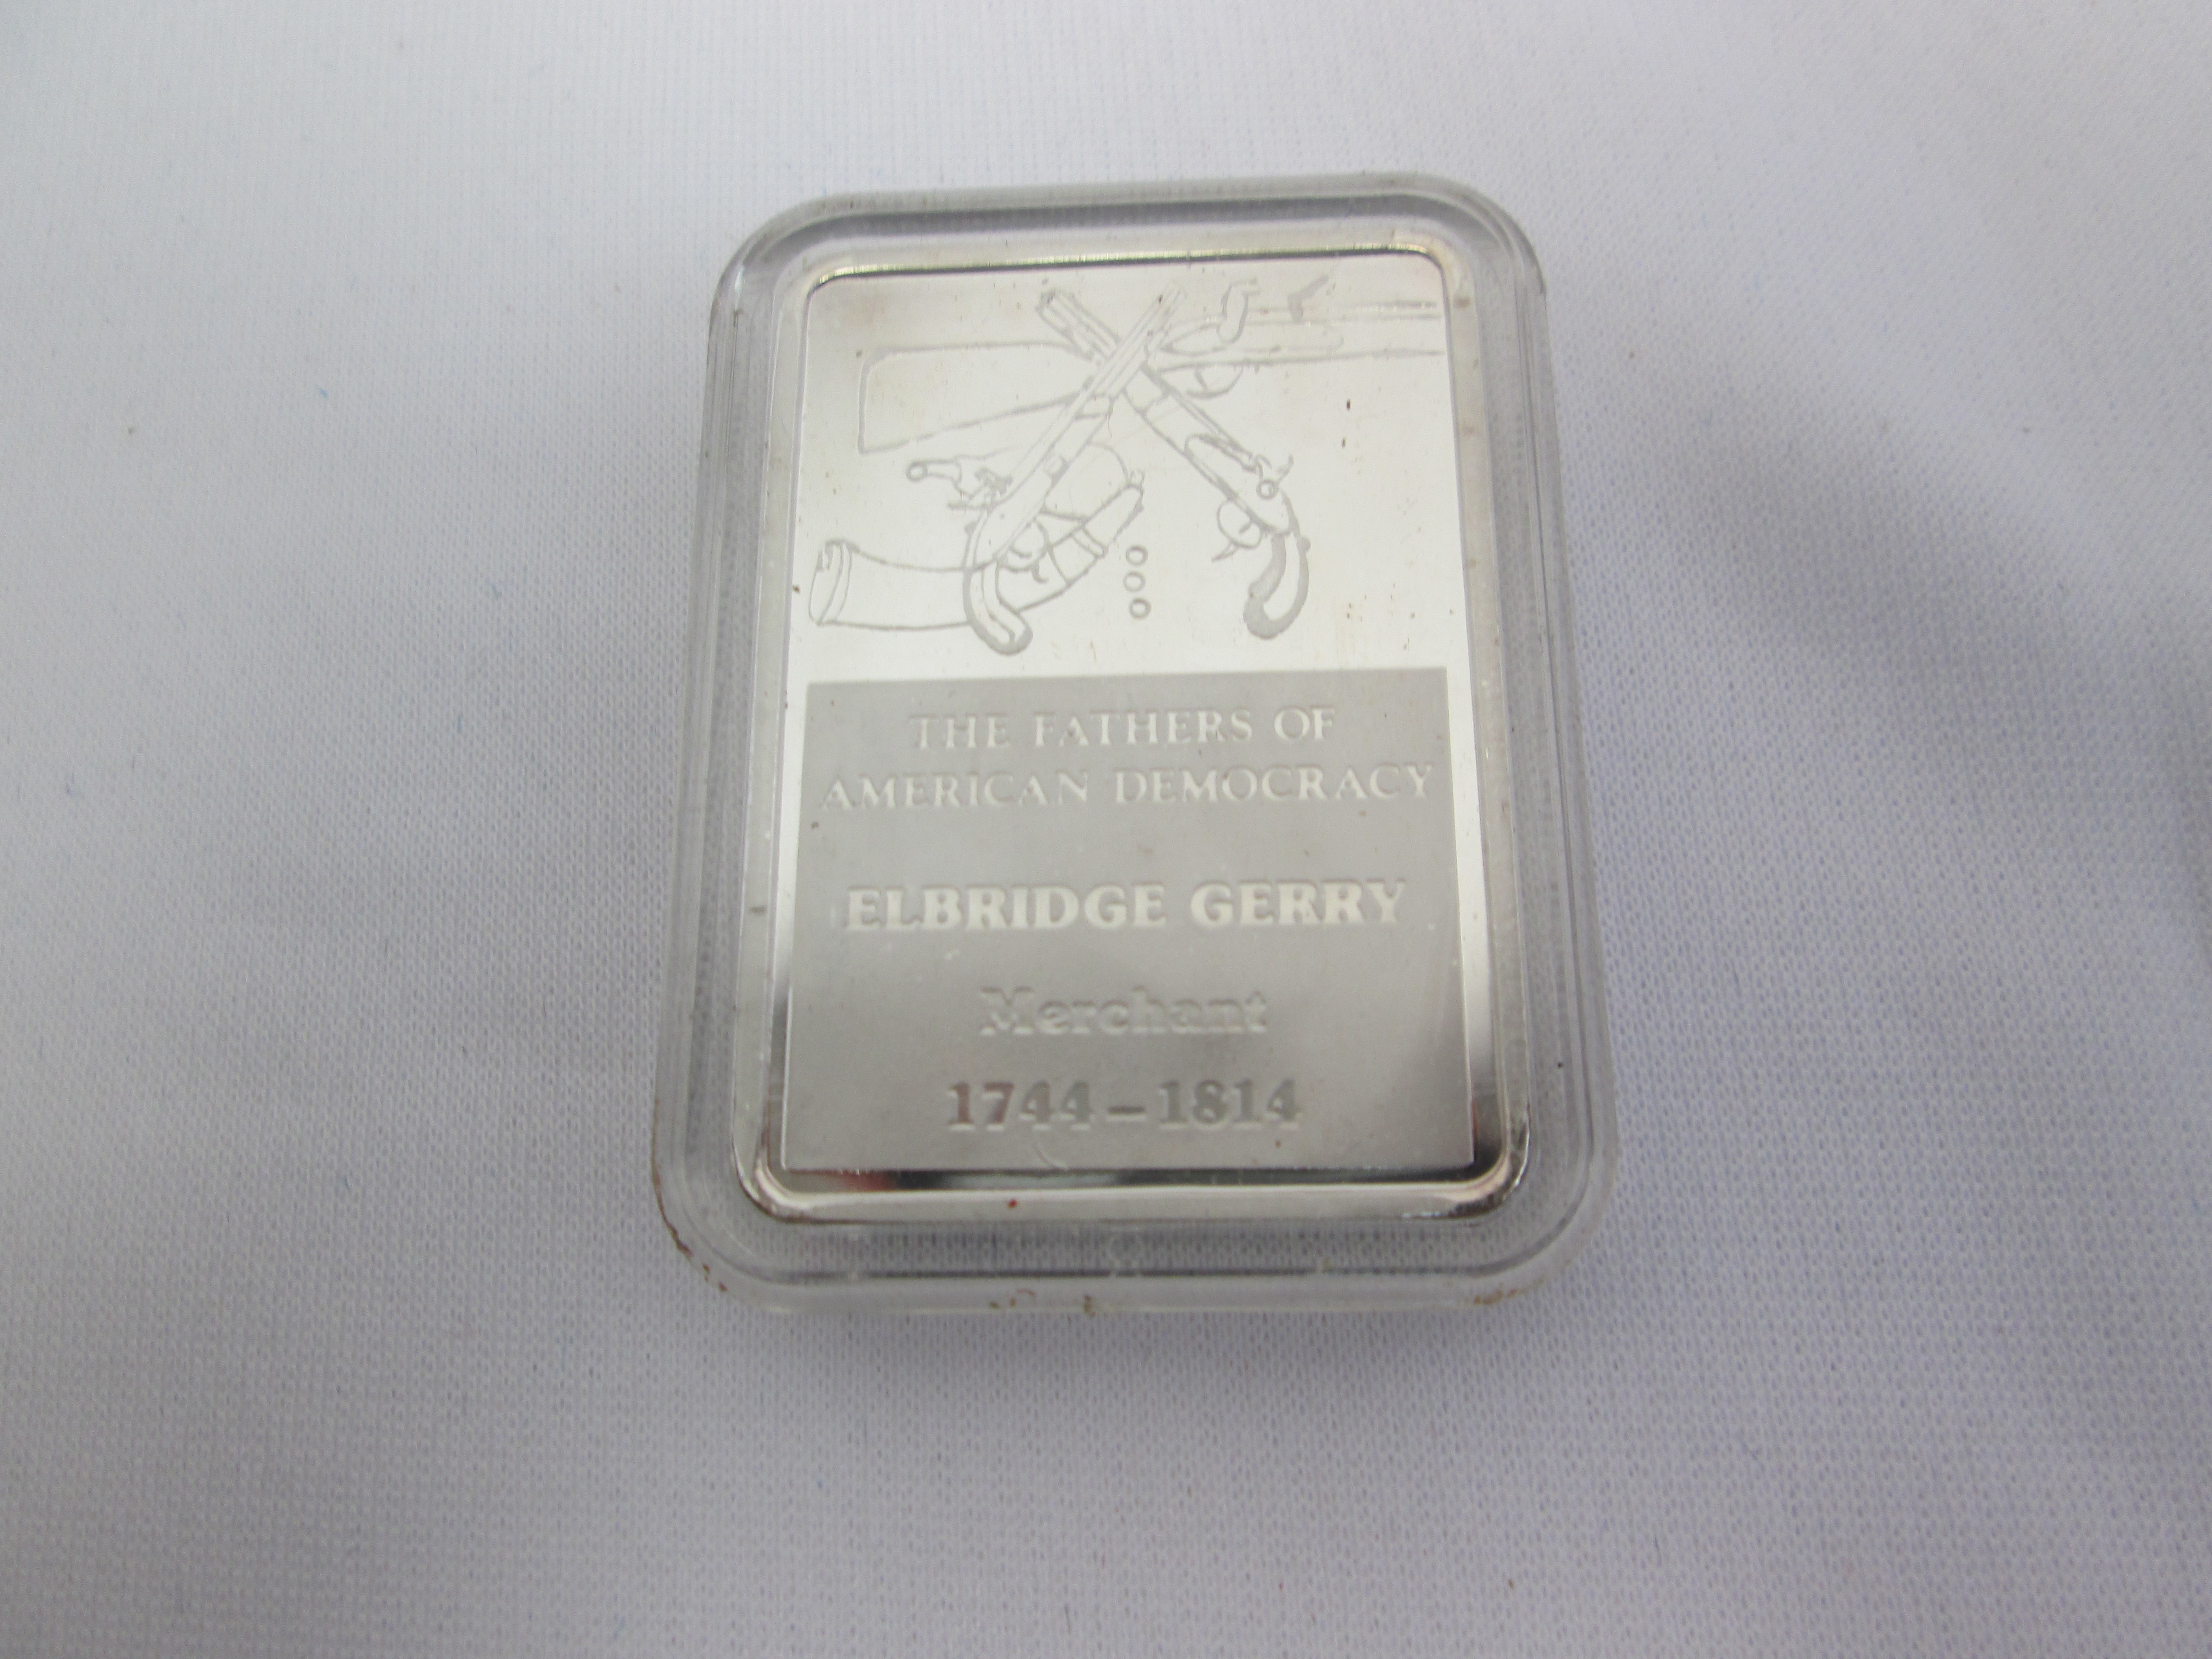 THE FATHERS OF
AMERICAN DEMOCRACY
ELBRIDGE GERRY
Merchant
1744–1814